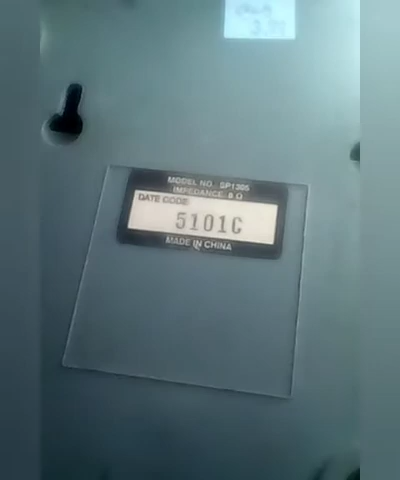 MODEL NO. SP1305
IMPEDANCE 8 Ω
DATE CODE
5101C
MADE IN CHINA